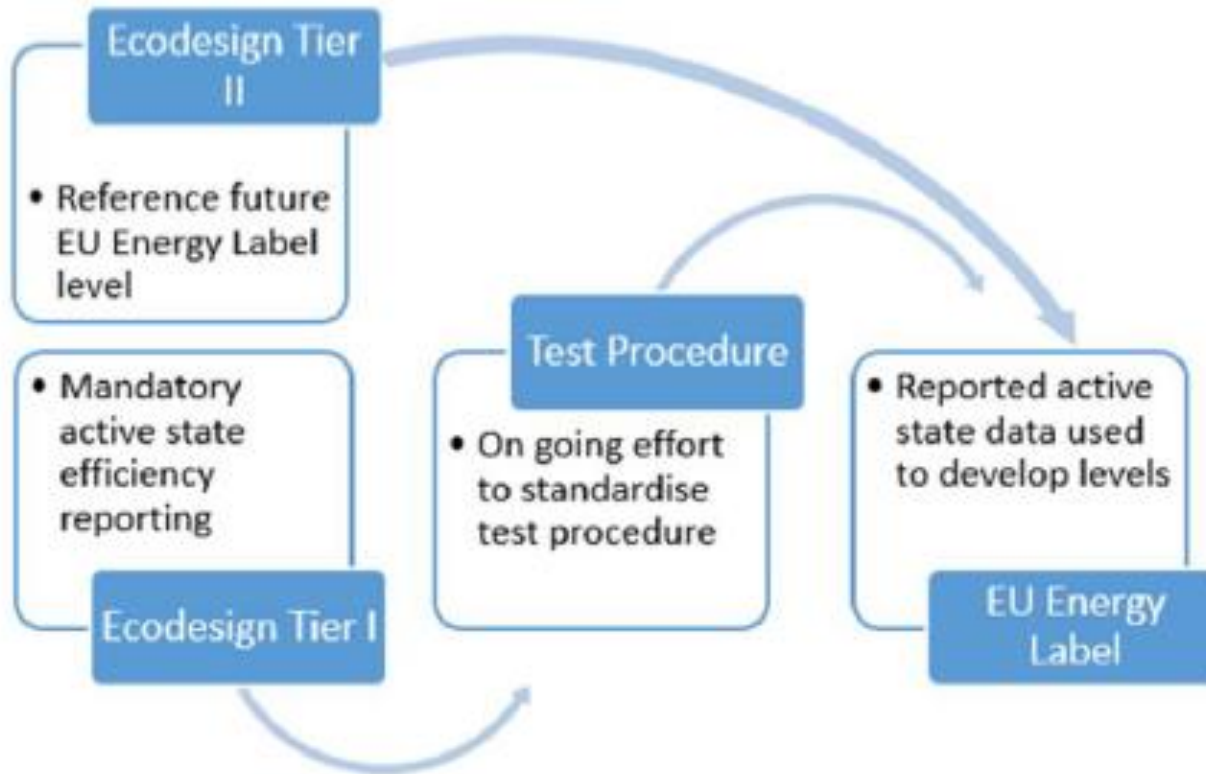 Ecodesign Tier
II
• Reference future
EU Energy Label
level
• Mandatory
active state
efficiency
reporting
Ecodesign Tier I
Test Procedure
• On going effort
to standardise
test procedure
• Reported active
state data used
to develop levels
EU Energy
Label